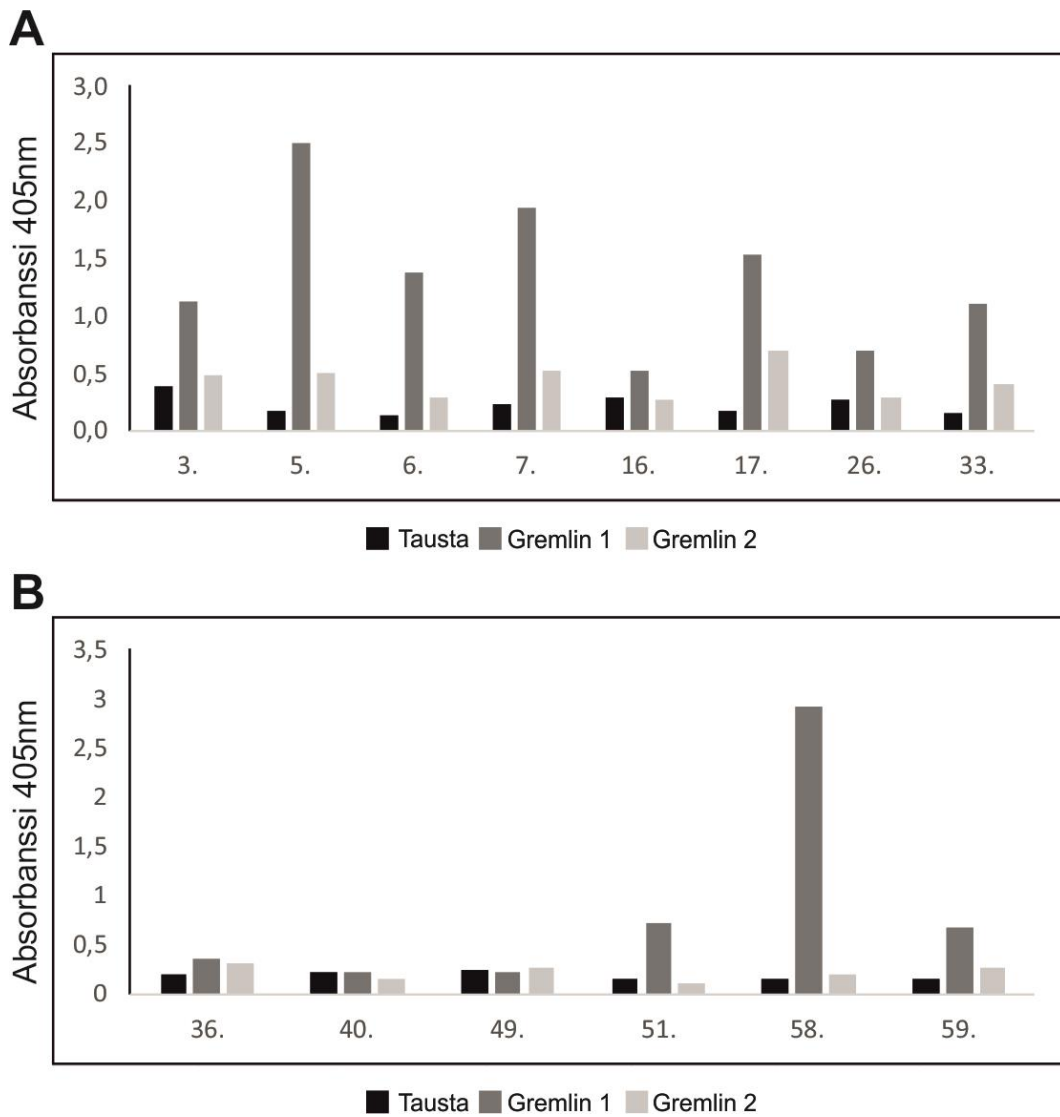 A
Absorbanssi 405nm
3,0
2,5
2,0
1,5
1,0
0,5
0,0
3. 5. 6. 7. 16. 17. 26. 33.
Tausta Gremlin 1 Gremlin 2
B
Absorbanssi 405nm
3,5
3
2,5
2
1,5
1
0,5
0
36. 40. 49. 51. 58. 59.
Tausta Gremlin 1 Gremlin 2